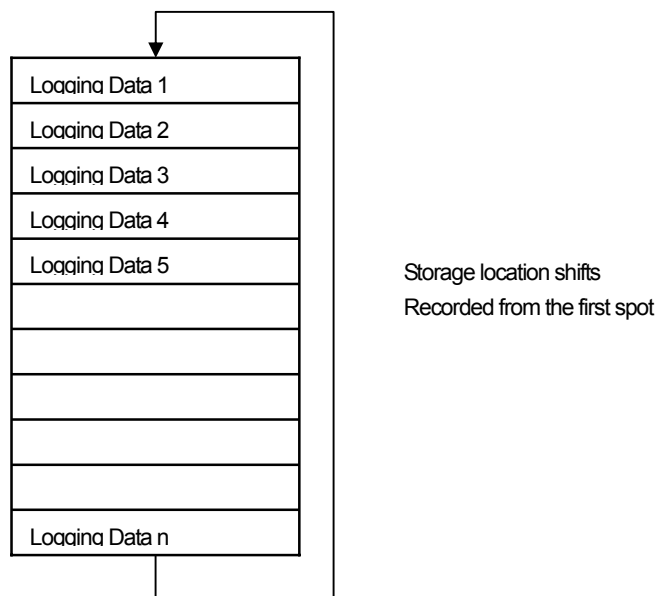 Logging Data 1
Logging Data 2
Logging Data 3
Logging Data 4
Logging Data 5
Storage location shifts
Recorded from the first spot
Logging Data n